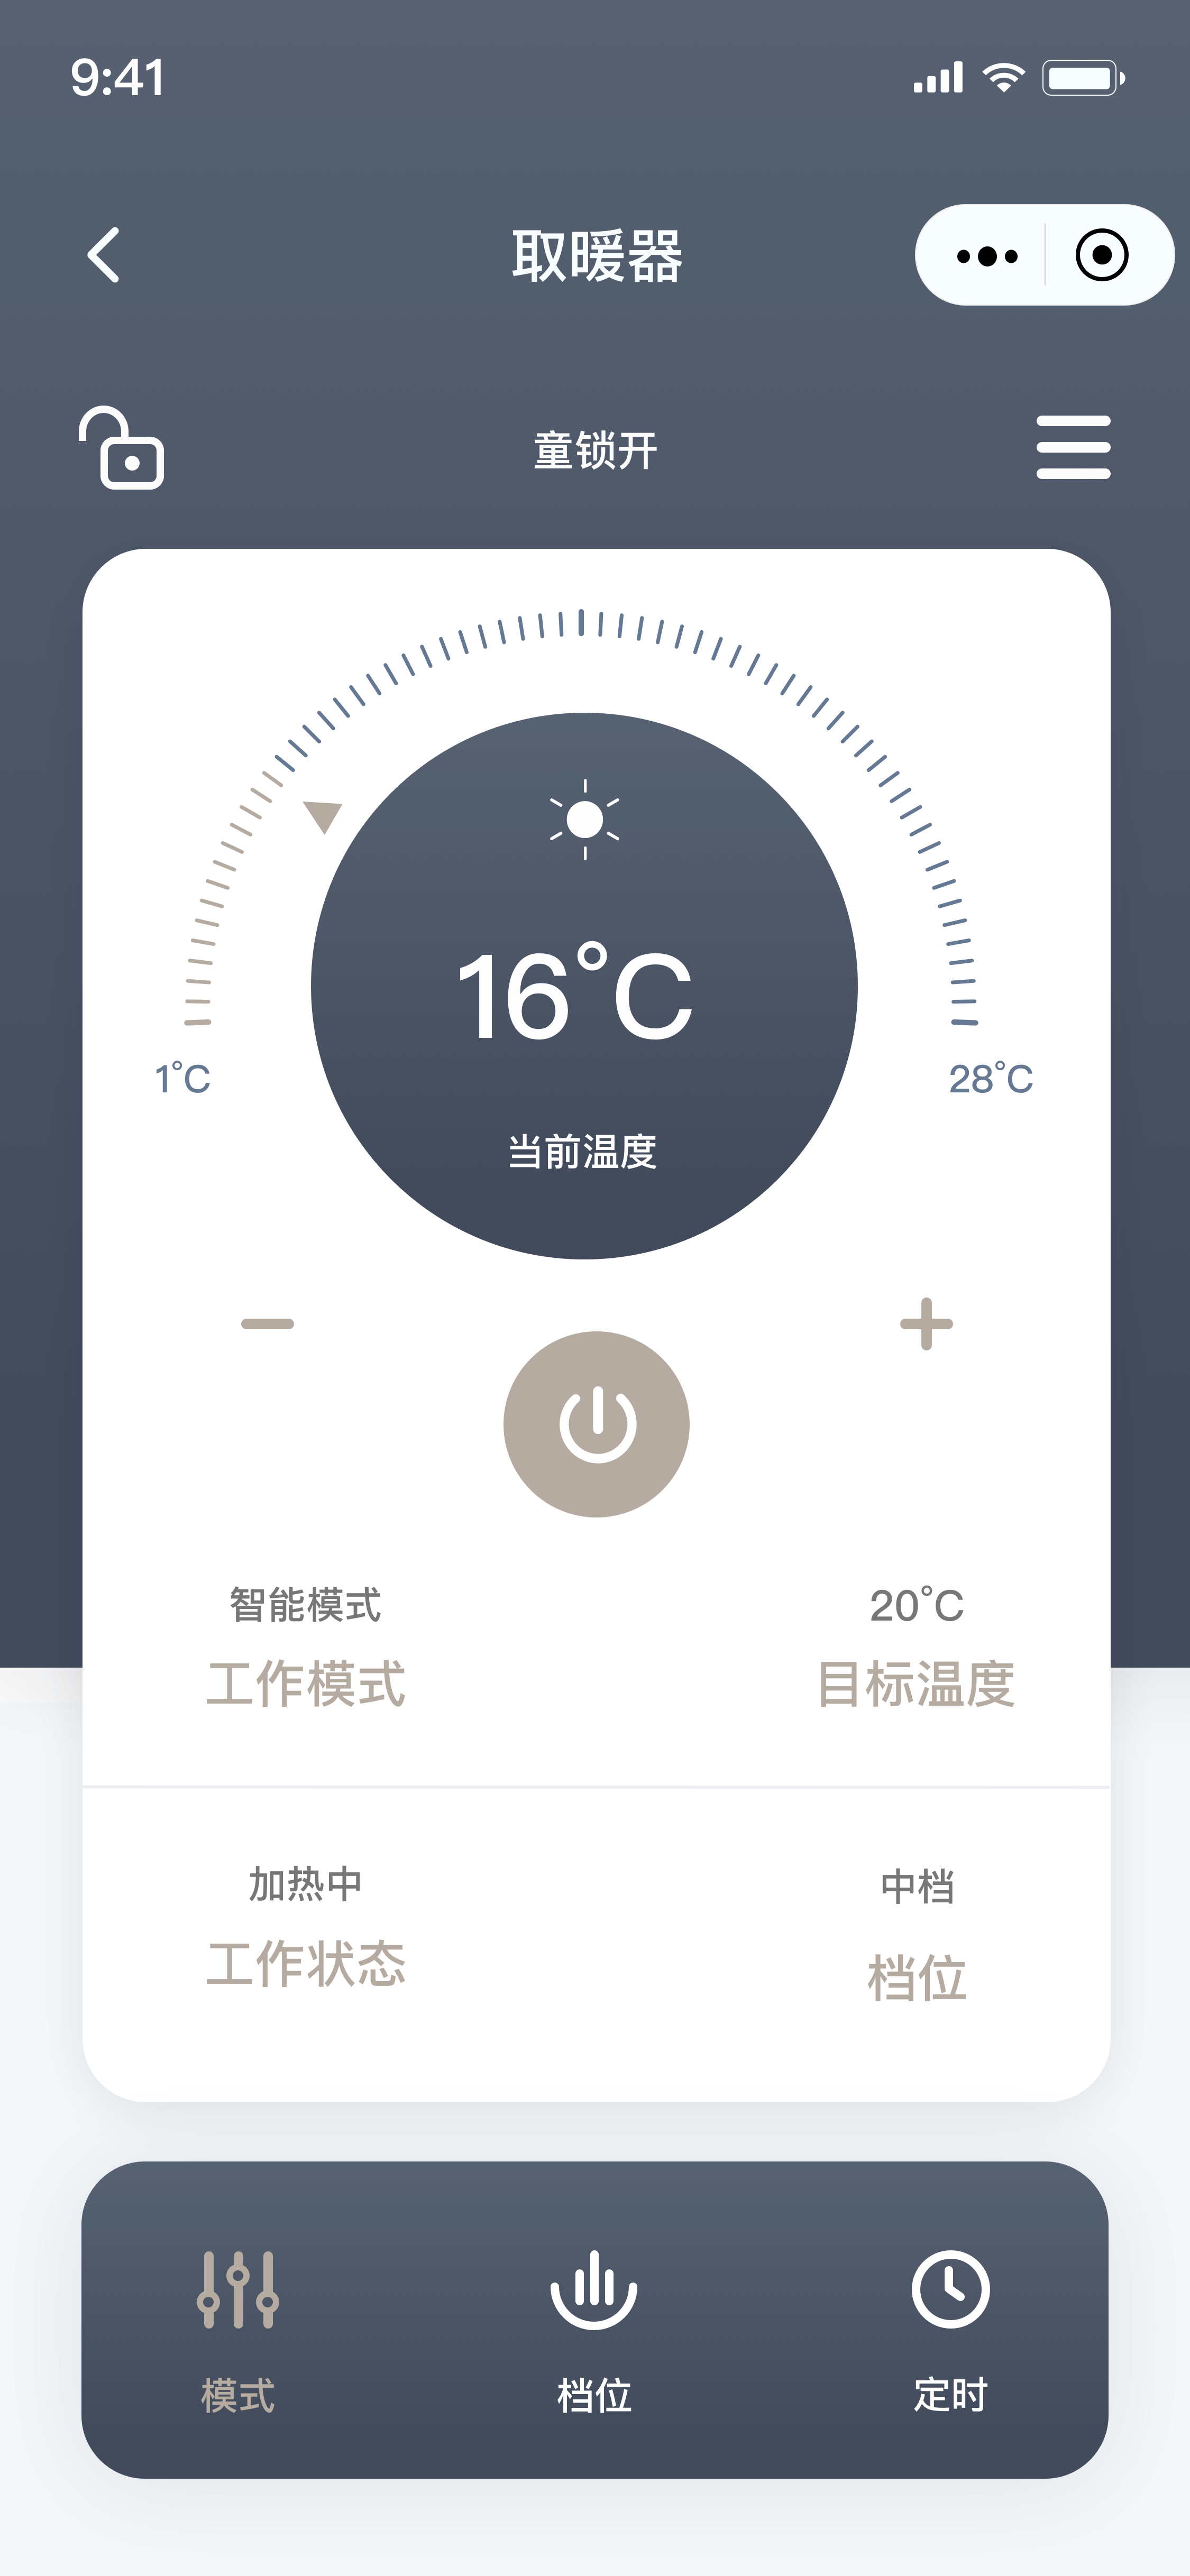 9:41
取暖器
童锁开
16°C
1°C
28°C
当前温度
智能模式
20°C
工作模式
目标温度
加热中
中档
工作状态
档位
模式
档位
定时